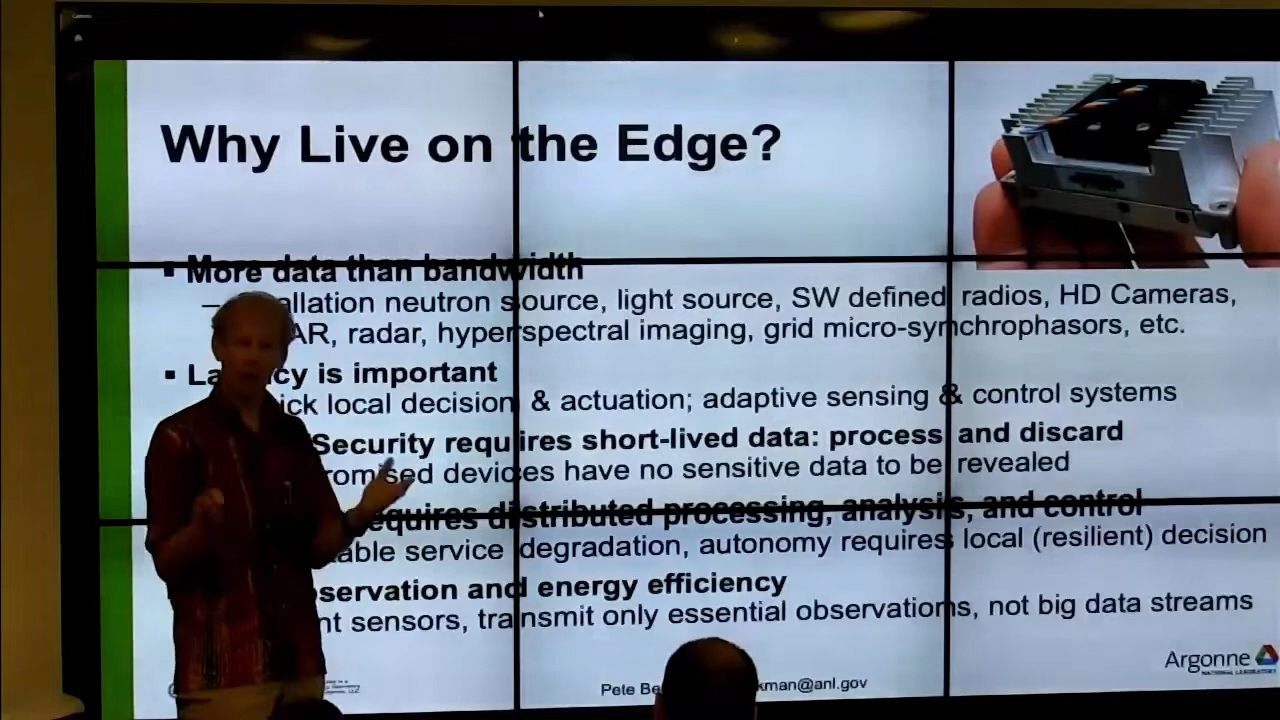 Why Live on the Edge?
▪ More data than bandwidth
– allation neutron source, light source, SW defined radios, HD Cameras,
AR, radar, hyperspectral imaging, grid micro-synchrophasors, etc.
▪ La cy is important
ick local decision & actuation; adaptive sensing & control systems
Security requires short-lived data: process and discard
romised devices have no sensitive data to be revealed
equires distributed processing, analysis, and control
able service degradation, autonomy requires local (resilient) decision
servation and energy efficiency
nt sensors, transmit only essential observations, not big data streams
Argonne
NATIONAL LABORATORY
Pete Be kman@anl.gov